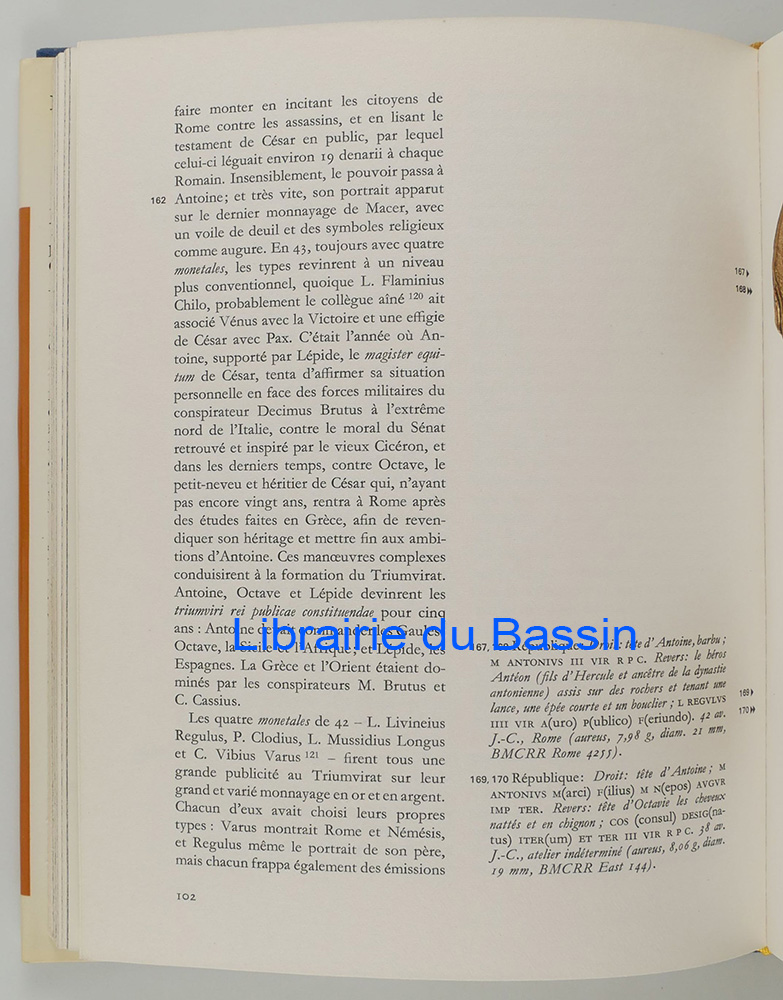 faire monter en incitant les citoyens de
Rome contre les assassins, et en lisant le
testament de César en public, par lequel
celui-ci léguait environ 19 denarii à chaque
Romain. Insensiblement, le pouvoir passa à
162 Antoine; et très vite, son portrait apparut
sur le dernier monnayage de Macer, avec
un voile de deuil et des symboles religieux
comme augure. En 43, toujours avec quatre
monetales, les types revinrent à un niveau
plus conventionnel, quoique L. Flaminius
Chilo, probablement le collègue aîné 120 ait
associé Vénus avec la Victoire et une effigie
de César avec Pax. C'était l'année où An-
toine, supporté par Lépide, le magister equi-
tum de César, tenta d'affirmer sa situation
personnelle en face des forces militaires du
conspirateur Decimus Brutus à l'extrême
nord de l'Italie, contre le moral du Sénat
retrouvé et inspiré par le vieux Cicéron, et
dans les derniers temps, contre Octave, le
petit-neveu et héritier de César qui, n'ayant
pas encore vingt ans, rentra à Rome après
des études faites en Grèce, afin de reven-
diquer son héritage et mettre fin aux ambi-
tions d'Antoine. Ces manœuvres complexes
conduisirent à la formation du Triumvirat.
Antoine, Octave et Lépide devinrent les
triumviri rei publicae constituendae pour cinq
ans : Antoine devait commander les Gaules,
Octave, la Sicile et l'Afrique; et Lépide, les
Espagnes. La Grèce et l'Orient étaient do-
minés par les conspirateurs M. Brutus et
C. Cassius.
Les quatre monetales de 42 – L. Livineius
Regulus, P. Clodius, L. Mussidius Longus
et C. Vibius Varus 121 – firent tous une
grande publicité au Triumvirat sur leur
grand et varié monnayage en or et en argent.
Chacun d'eux avait choisi leurs propres
types : Varus montrait Rome et Némésis,
et Regulus même le portrait de son père,
mais chacun frappa également des émissions
102
167
168
Librairie du Bassin
République: Droit: tête d'Antoine, barbu;
M ANTONIVS III VIR R P C. Revers: le héros
Antéon (fils d'Hercule et ancêtre de la dynastie
antonienne) assis sur des rochers et tenant une
lance, une épée courte et un bouclier; L REGVLVS
IIII VIR A(uro) P(ublico) F(eriundo). 42 av.
J.-C., Rome (aureus, 7,98 g, diam. 21 mm,
BMCRR Rome 4255).
169
170
169, 170 République: Droit: tête d'Antoine; M
ANTONIVS M(arci) F(ilius) M N(epos) AVGVR
IMP TER. Revers: tête d'Octavie les cheveux
nattés et en chignon; COS (consul) DESIG(na-
tus) ITER(um) ET TER III VIR R P C. 38 av.
J.-C., atelier indéterminé (aureus, 8,06 g, diam.
19 mm, BMCRR East 144).